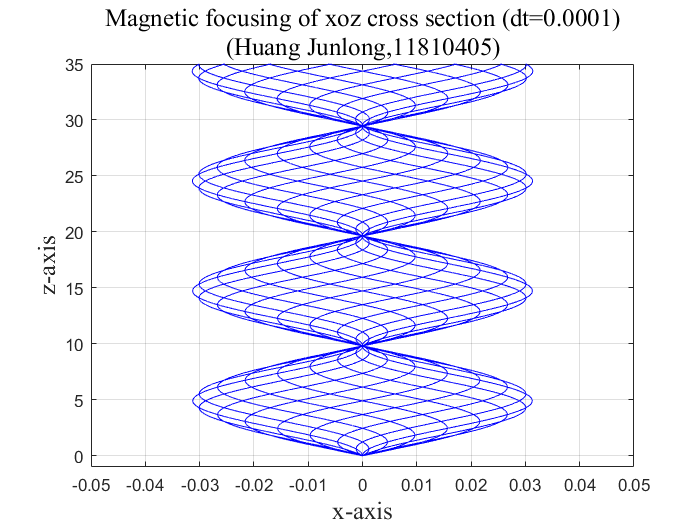 Magnetic focusing of xoz cross section (dt=0.0001)
(Huang Junlong,11810405)
35
30
25
20
15
10
5
0
z-axis
-0.05 -0.04 -0.03 -0.02 -0.01 0 0.01 0.02 0.03 0.04 0.05
x-axis